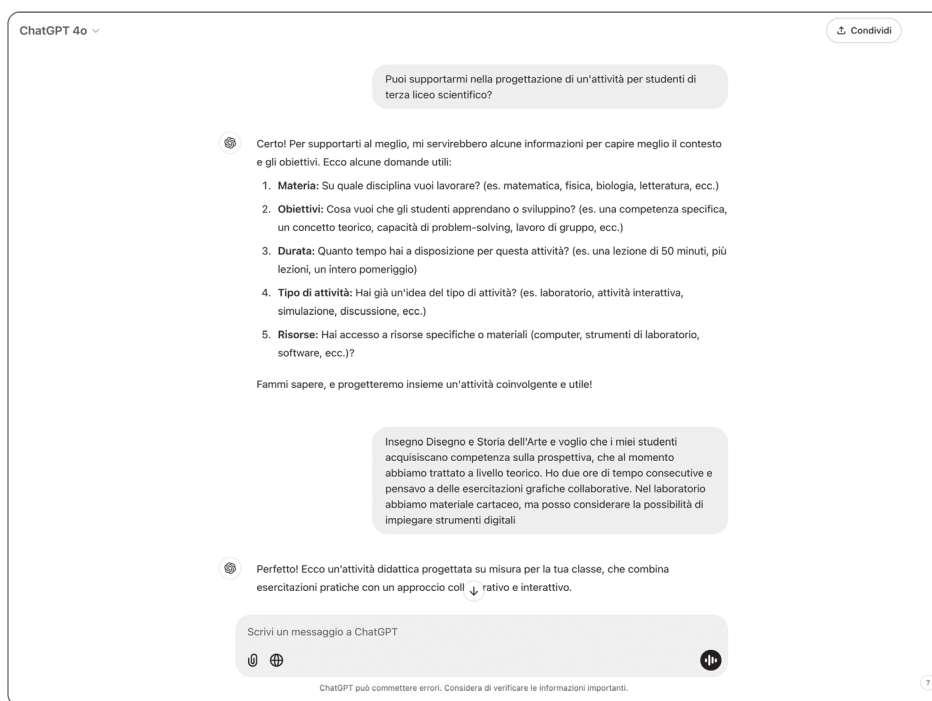 ChatGPT 4o
Condividi
Puoi supportarmi nella progettazione di un'attività per studenti di
terza liceo scientifico?
Certo! Per supportarti al meglio, mi servirebbero alcune informazioni per capire meglio il contesto
e gli obiettivi. Ecco alcune domande utili:
1. Materia: Su quale disciplina vuoi lavorare? (es. matematica, fisica, biologia, letteratura, ecc.)
2. Obiettivi: Cosa vuoi che gli studenti apprendano o sviluppino? (es. una competenza specifica,
un concetto teorico, capacità di problem-solving, lavoro di gruppo, ecc.)
3. Durata: Quanto tempo hai a disposizione per questa attività? (es. una lezione di 50 minuti, più
lezioni, un intero pomeriggio)
4. Tipo di attività: Hai già un'idea del tipo di attività? (es. laboratorio, attività interattiva,
simulazione, discussione, ecc.)
5. Risorse: Hai accesso a risorse specifiche o materiali (computer, strumenti di laboratorio,
software, ecc.)?
Fammi sapere, e progetteremo insieme un'attività coinvolgente e utile!
Insegno Disegno e Storia dell'Arte e voglio che i miei studenti
acquisiscano competenza sulla prospettiva, che al momento
abbiamo trattato a livello teorico. Ho due ore di tempo consecutive e
pensavo a delle esercitazioni grafiche collaborative. Nel laboratorio
abbiamo materiale cartaceo, ma posso considerare la possibilità di
impiegare strumenti digitali
Perfetto! Ecco un'attività didattica progettata su misura per la tua classe, che combina
esercitazioni pratiche con un approccio coll rativo e interattivo.
Scrivi un messaggio a ChatGPT
ChatGPT può commettere errori. Considera di verificare le informazioni importanti.
?